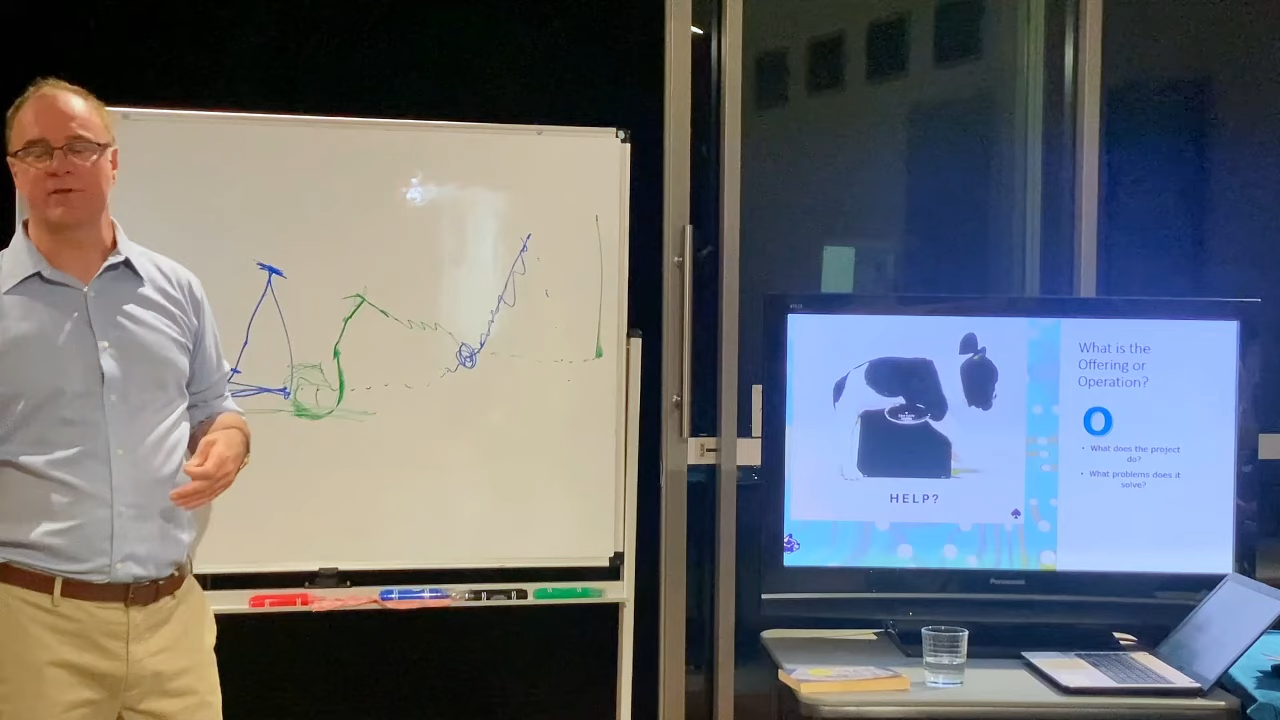 What is the
Offering or
Operation?
O
• What does the project
do?
• What problems does it
solve?
HELP?
Panasonic